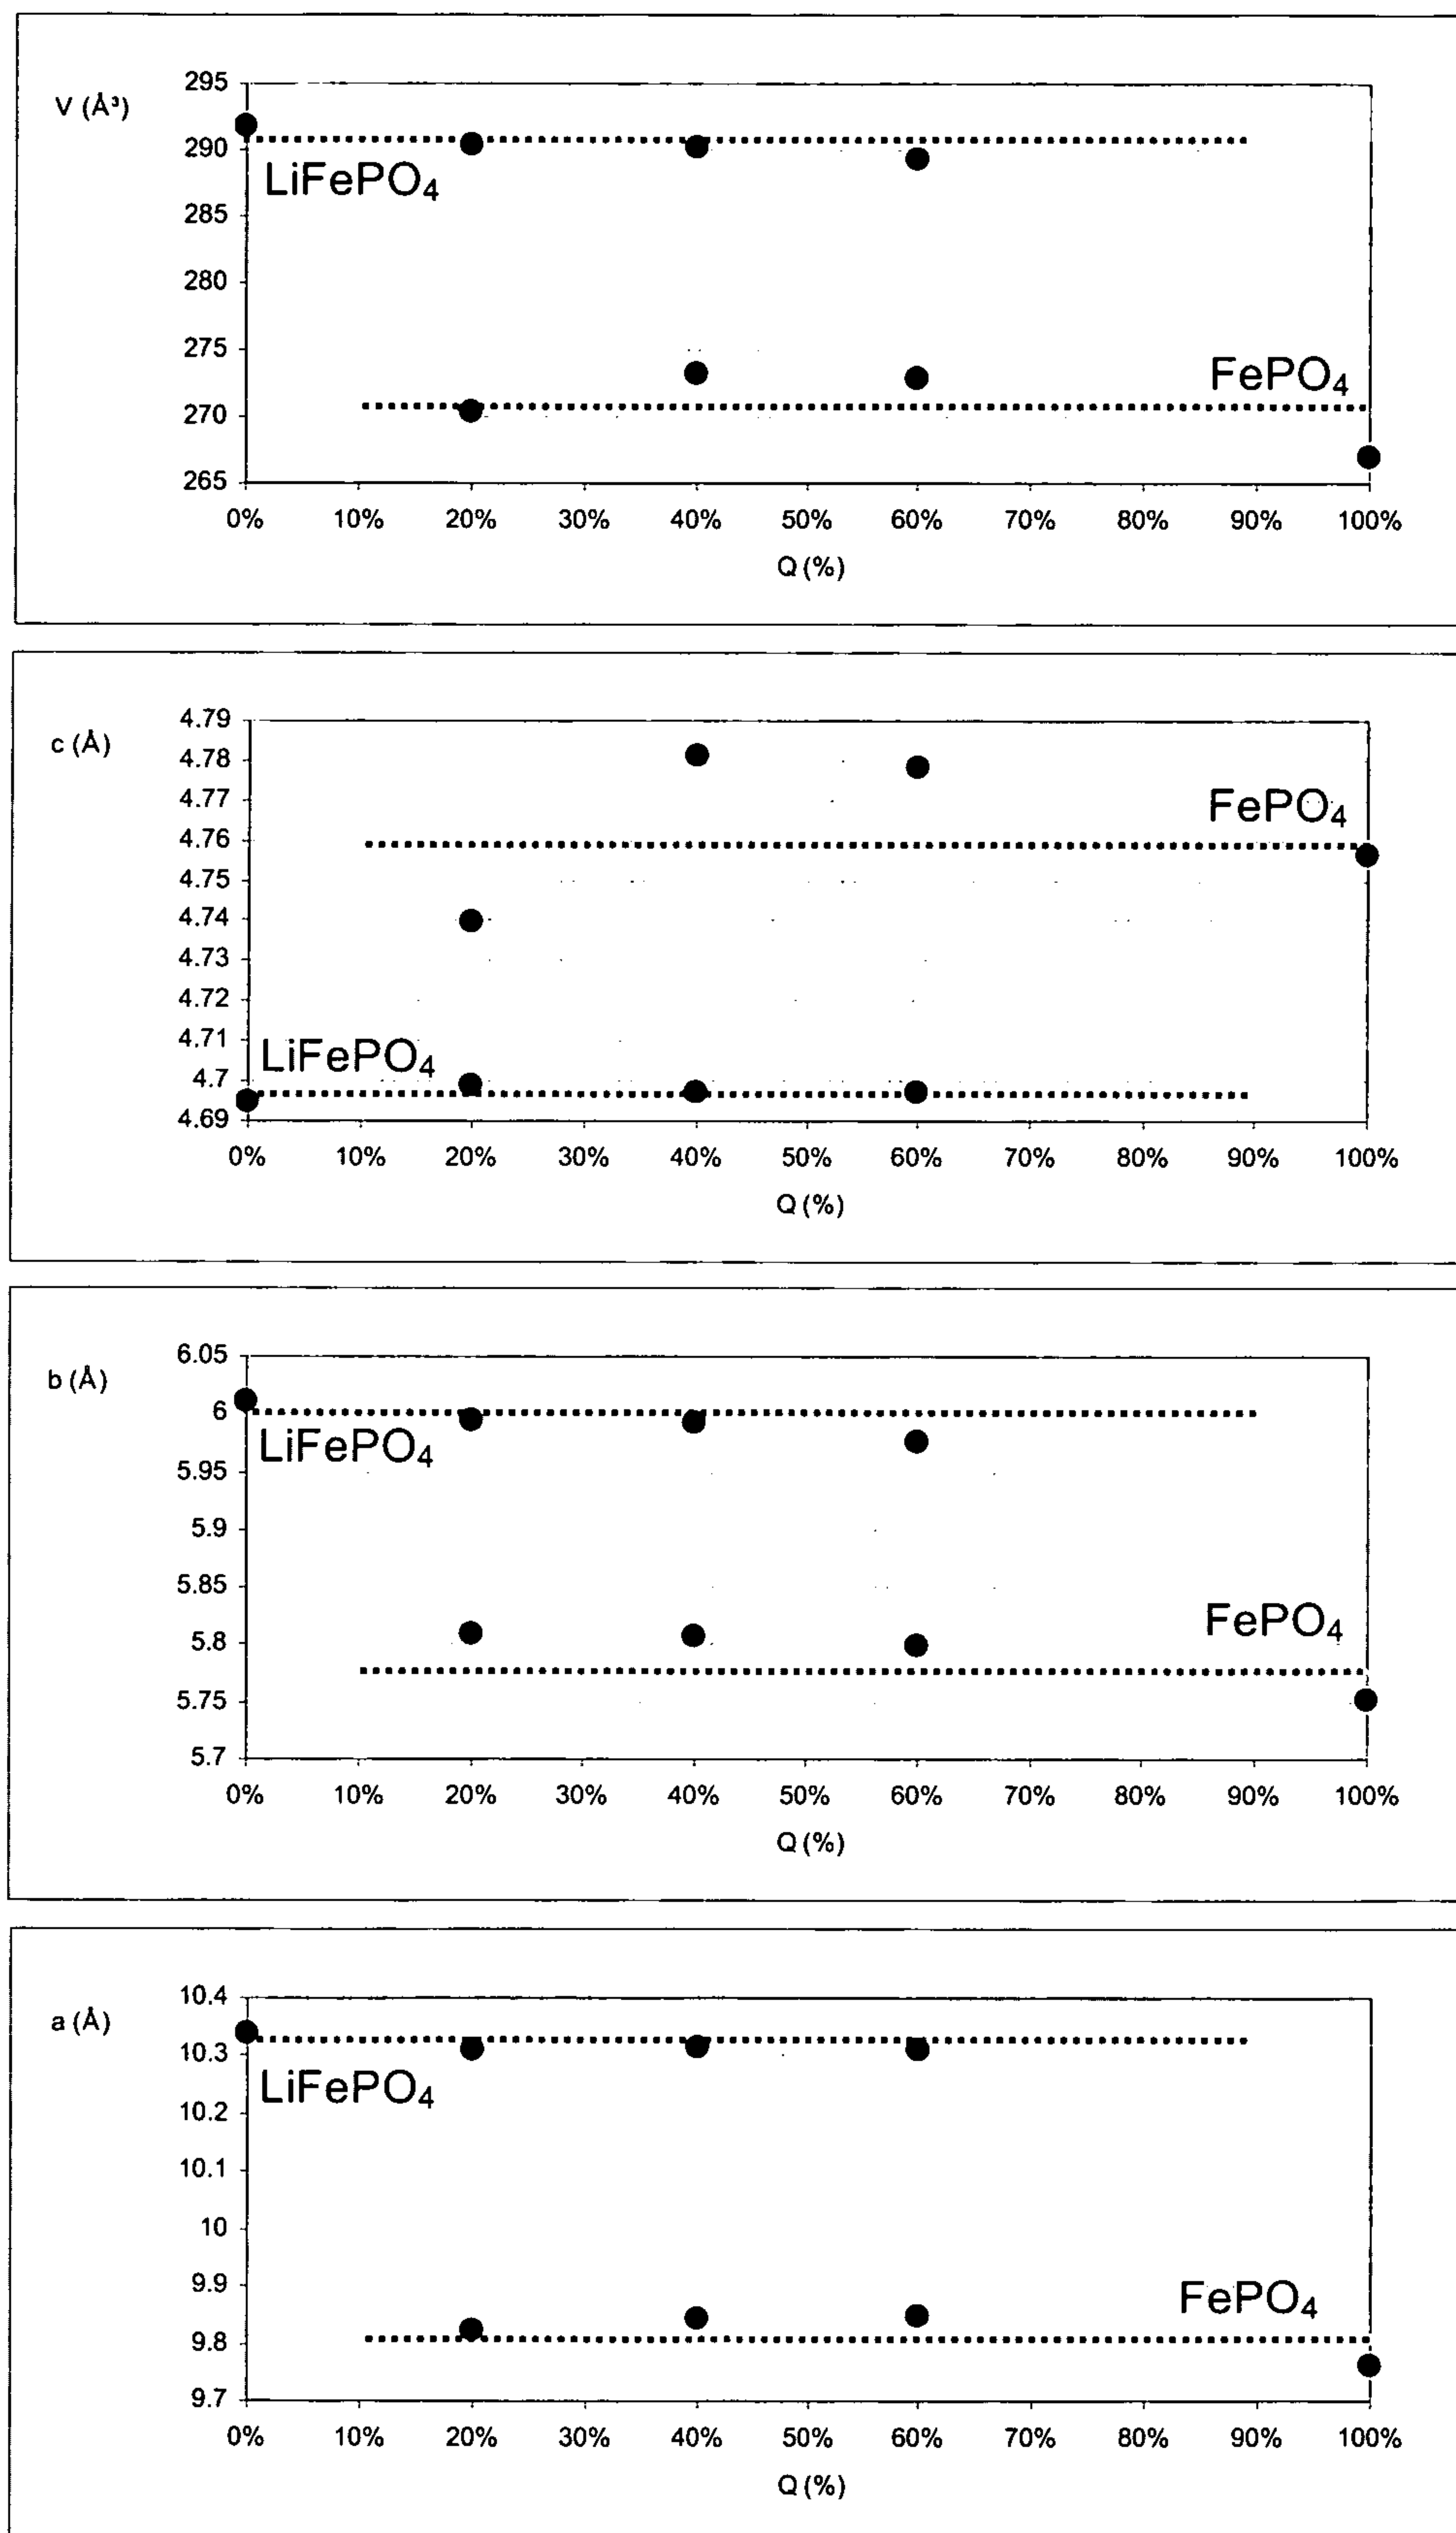 V (Å³)
295
290
LiFePO₄
285
280
275
FePO₄
270
265
0% 10% 20% 30% 40% 50% 60% 70% 80% 90% 100%
Q (%)
c (Å)
4.79
4.78
4.77
FePO₄
4.76
4.75
4.74
4.73
4.72
4.71
LiFePO₄
4.7
4.69
0% 10% 20% 30% 40% 50% 60% 70% 80% 90% 100%
Q (%)
b (Å)
6.05
6
LiFePO₄
5.95
5.9
5.85
FePO₄
5.8
5.75
5.7
0% 10% 20% 30% 40% 50% 60% 70% 80% 90% 100%
Q (%)
a (Å)
10.4
10.3
LiFePO₄
10.2
10.1
10
9.9
FePO₄
9.8
9.7
0% 10% 20% 30% 40% 50% 60% 70% 80% 90% 100%
Q (%)